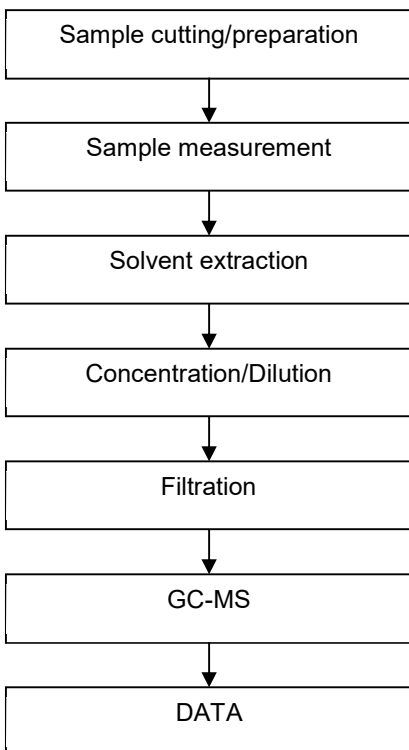 Sample cutting/preparation
Sample measurement
Solvent extraction
Concentration/Dilution
Filtration
GC-MS
DATA